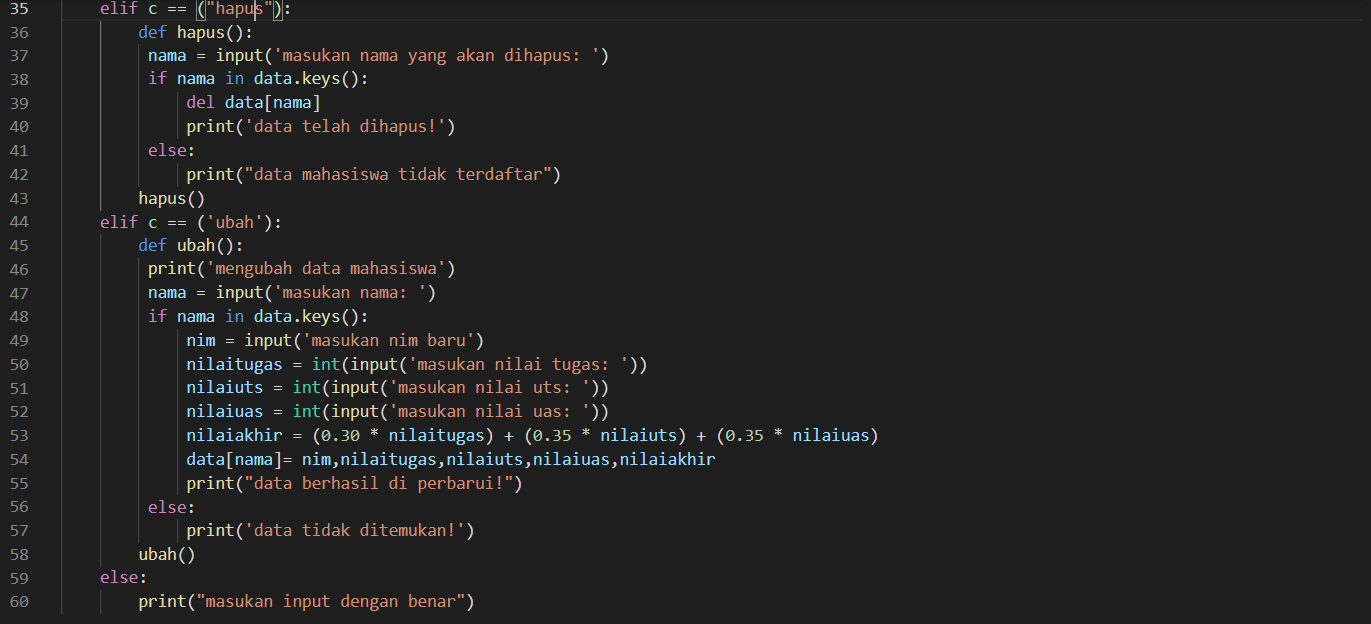 35 elif c == ("hapus"):
36 def hapus():
37 nama = input('masukan nama yang akan dihapus: ')
38 if nama in data.keys():
39 del data[nama]
40 print('data telah dihapus!')
41 else:
42 print("data mahasiswa tidak terdaftar")
43 hapus()
44 elif c == ('ubah'):
45 def ubah():
46 print('mengubah data mahasiswa')
47 nama = input('masukan nama: ')
48 if nama in data.keys():
49 nim = input('masukan nim baru')
50 nilaitugas = int(input('masukan nilai tugas: '))
51 nilaiuts = int(input('masukan nilai uts: '))
52 nilaiuas = int(input('masukan nilai uas: '))
53 nilaiakhir = (0.30 * nilaitugas) + (0.35 * nilaiuts) + (0.35 * nilaiuas)
54 data[nama]= nim,nilaitugas,nilaiuts,nilaiuas,nilaiakhir
55 print("data berhasil di perbarui!")
56 else:
57 print('data tidak ditemukan!')
58 ubah()
59 else:
60 print("masukan input dengan benar")